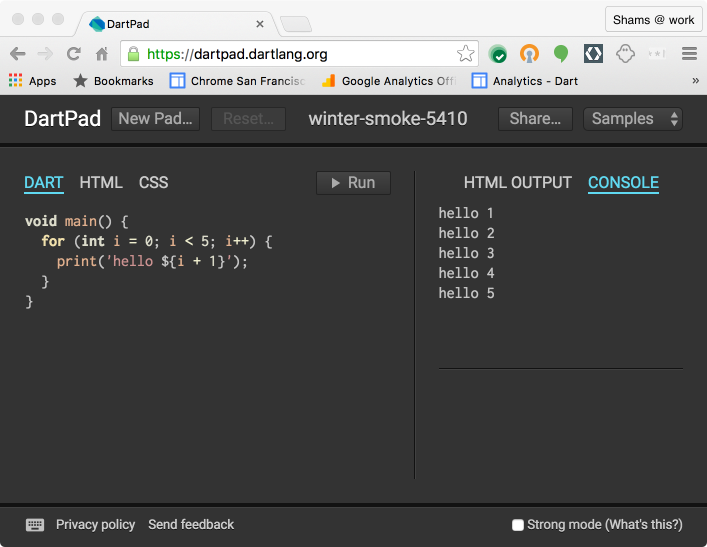 DartPad
Shams @ work
https://dartpad.dartlang.org
Apps Bookmarks Chrome San Francisc Google Analytics Offi Analytics - Dart »
DartPad New Pad... Reset... winter-smoke-5410 Share... Samples
DART HTML CSS Run
void main() {
  for (int i = 0; i < 5; i++) {
    print('hello ${i + 1}');
  }
}
HTML OUTPUT CONSOLE
hello 1
hello 2
hello 3
hello 4
hello 5
Privacy policy Send feedback
Strong mode (What's this?)